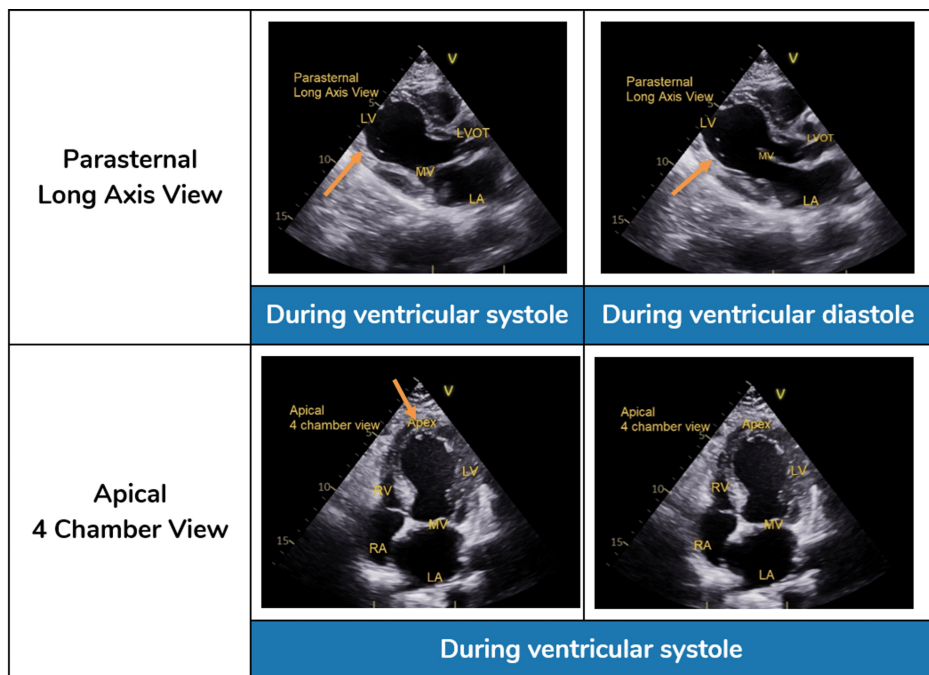 Parasternal
Long Axis View
V
Parasternal
Long Axis View
5
LV
LVOT
10
MV
LA
15
V
Parasternal
Long Axis View
5
LV
LVOT
MV
10
LA
15
During ventricular systole
During ventricular diastole
Apical
4 Chamber View
V
Apical
4 chamber view
Apex
5
LV
RV
10
MV
15
RA
LA
V
Apical
4 chamber view
Apex
5
LV
RV
10
MV
15
RA
LA
During ventricular systole